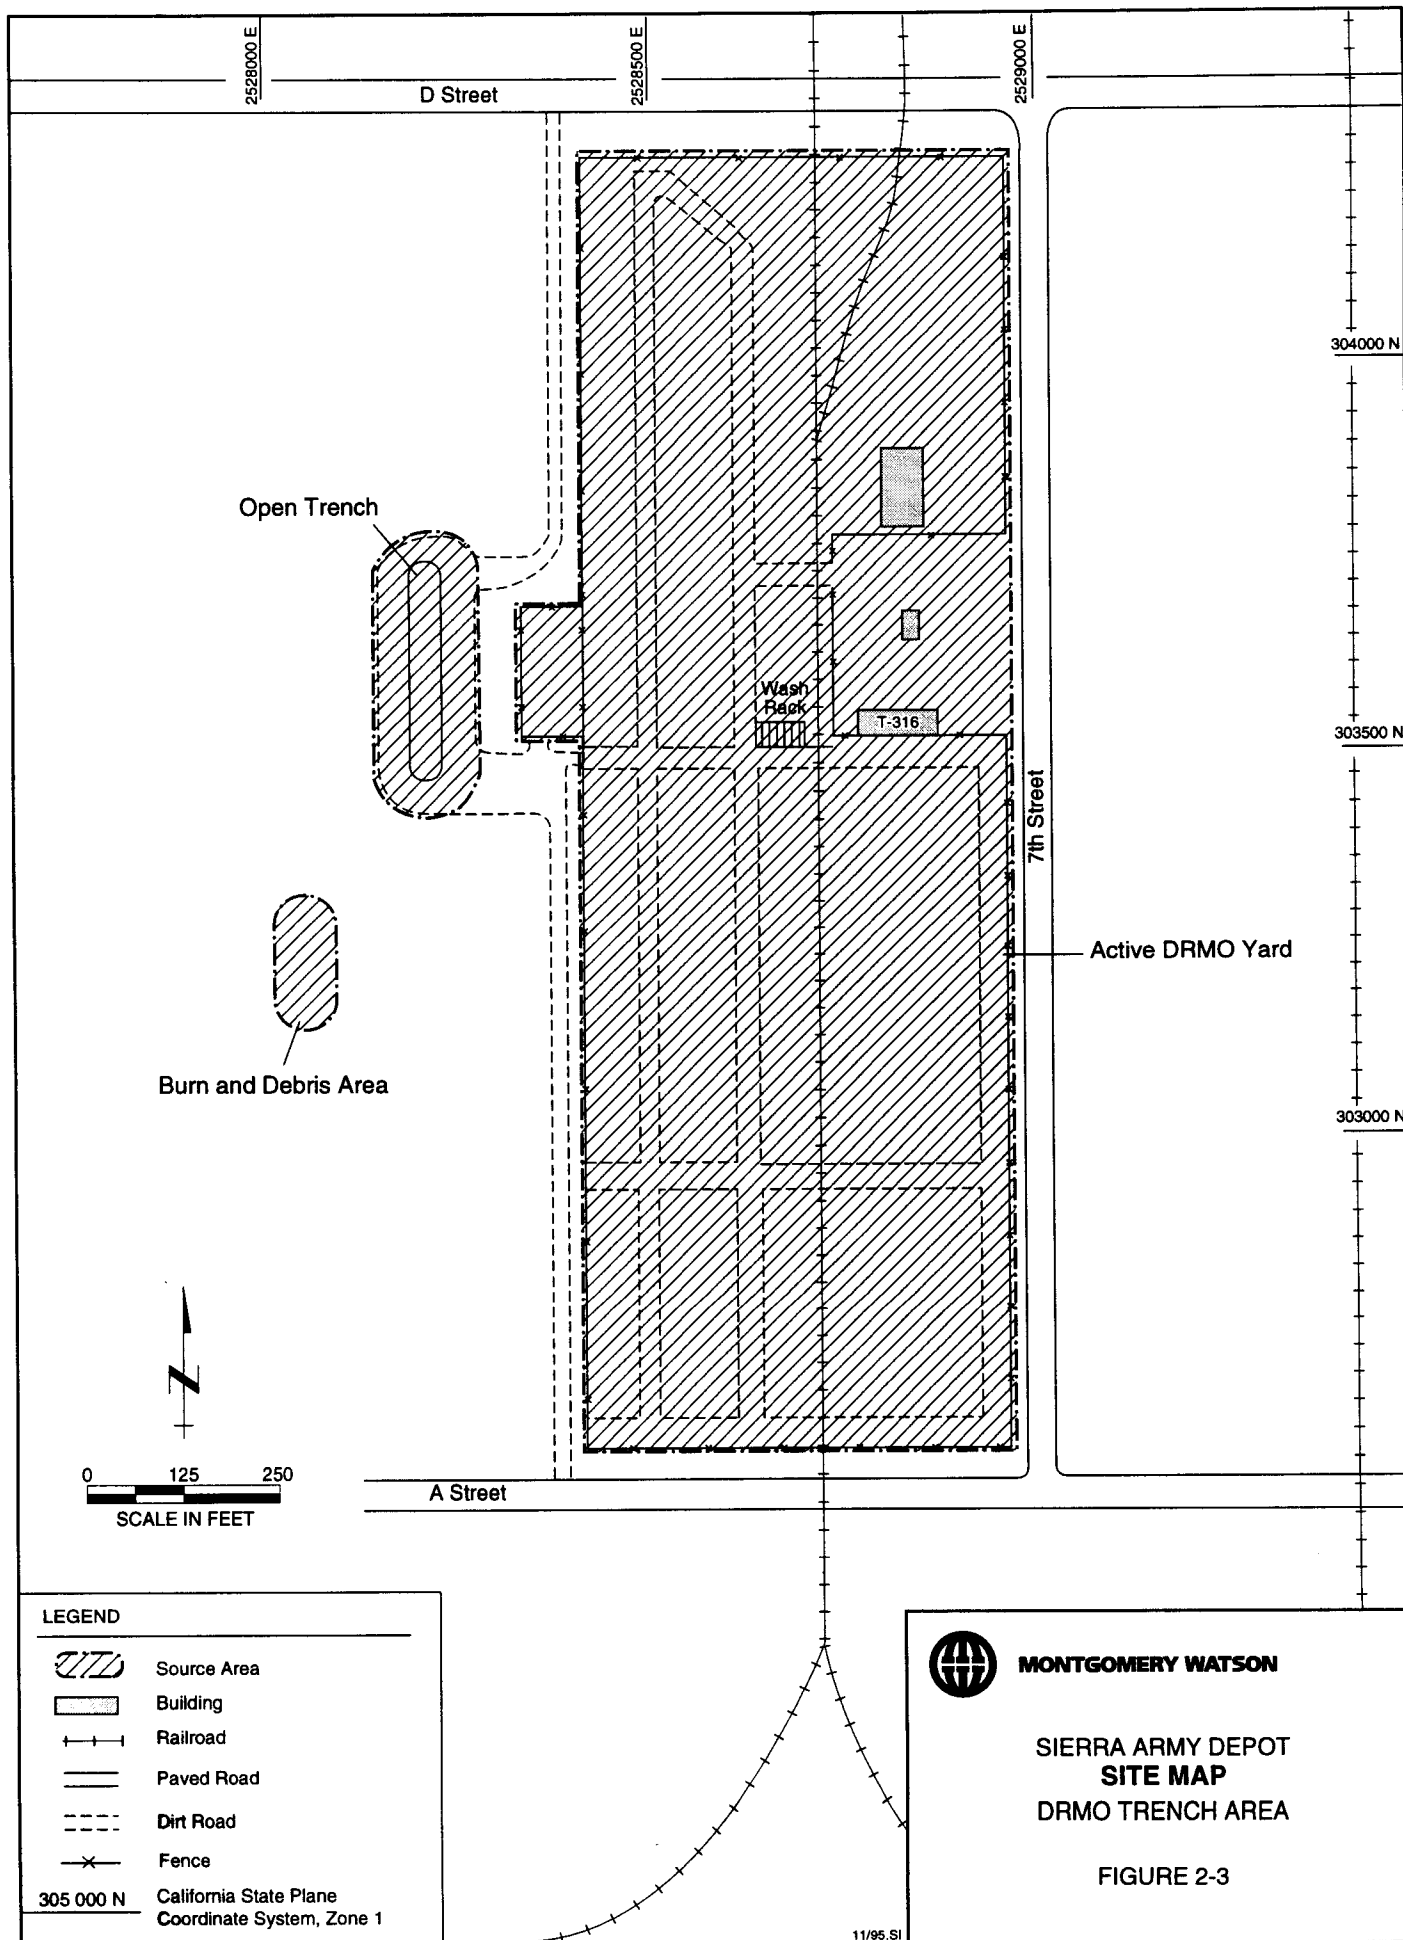 2528000 E
2528500 E
2529000 E
D Street
304000 N
Open Trench
Wash
Rack
T-316
303500 N
7th Street
Active DRMO Yard
Burn and Debris Area
303000 N
N
0 125 250
SCALE IN FEET
A Street
LEGEND
Source Area
Building
Railroad
Paved Road
Dirt Road
Fence
305 000 N California State Plane
Coordinate System, Zone 1
MONTGOMERY WATSON
SIERRA ARMY DEPOT
SITE MAP
DRMO TRENCH AREA
FIGURE 2-3
11/95.SI